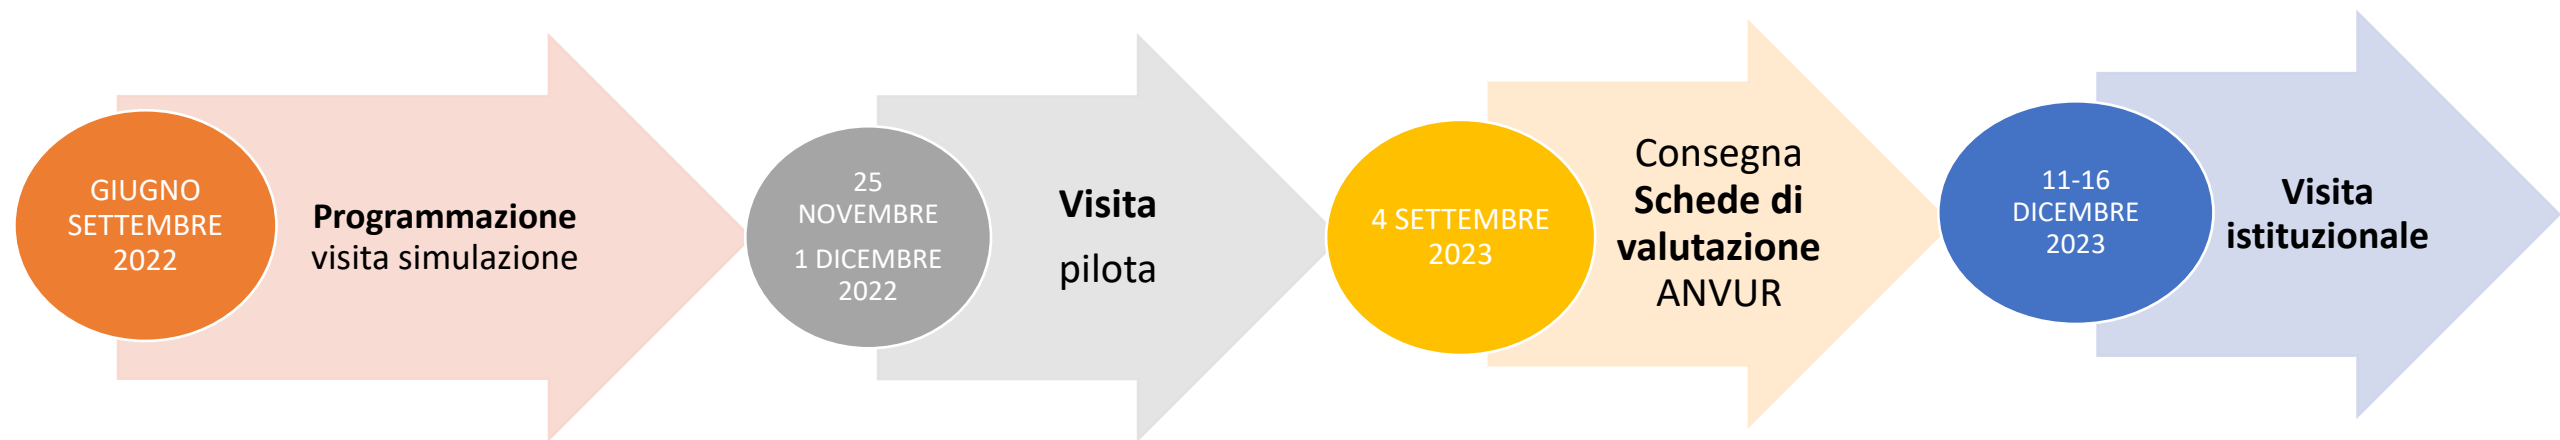 GIUGNO
SETTEMBRE
2022
Programmazione
visita simulazione
25
NOVEMBRE
1 DICEMBRE
2022
Visita
pilota
4 SETTEMBRE
2023
Consegna
Schede di
valutazione
ANVUR
11-16
DICEMBRE
2023
Visita
istituzionale